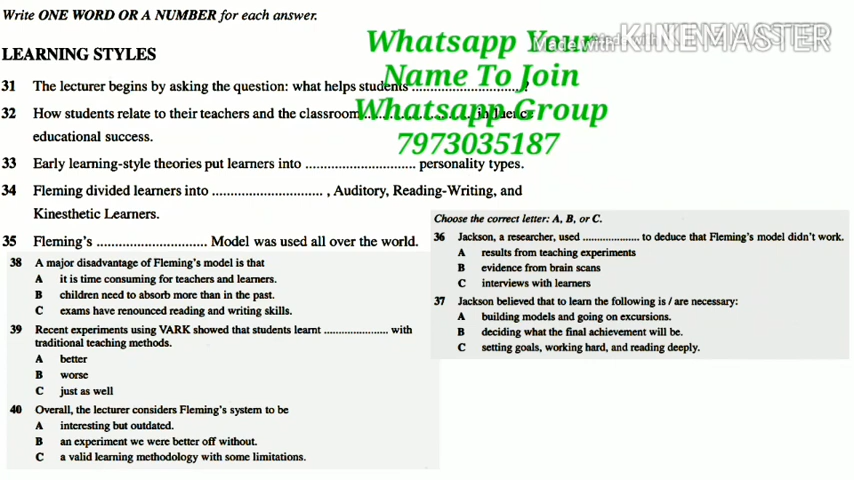 Write ONE WORD OR A NUMBER for each answer.
Whatsapp Your
Made with KINEMASTER
LEARNING STYLES
31 The lecturer begins by asking the question: what helps students ..............................?
Name To Join
32 How students relate to their teachers and the classroom .............................. influence
educational success.
Whatsapp Group
7973035187
33 Early learning-style theories put learners into .............................. personality types.
34 Fleming divided learners into .............................. , Auditory, Reading-Writing, and
Kinesthetic Learners.
35 Fleming's .............................. Model was used all over the world.
Choose the correct letter: A, B, or C.
36 Jackson, a researcher, used ..................... to deduce that Fleming's model didn't work.
A results from teaching experiments
B evidence from brain scans
C interviews with learners
37 Jackson believed that to learn the following is / are necessary:
A building models and going on excursions.
B deciding what the final achievement will be.
C setting goals, working hard, and reading deeply.
38 A major disadvantage of Fleming's model is that
A it is time consuming for teachers and learners.
B children need to absorb more than in the past.
C exams have renounced reading and writing skills.
39 Recent experiments using VARK showed that students learnt ...................... with
traditional teaching methods.
A better
B worse
C just as well
40 Overall, the lecturer considers Fleming's system to be
A interesting but outdated.
B an experiment we were better off without.
C a valid learning methodology with some limitations.